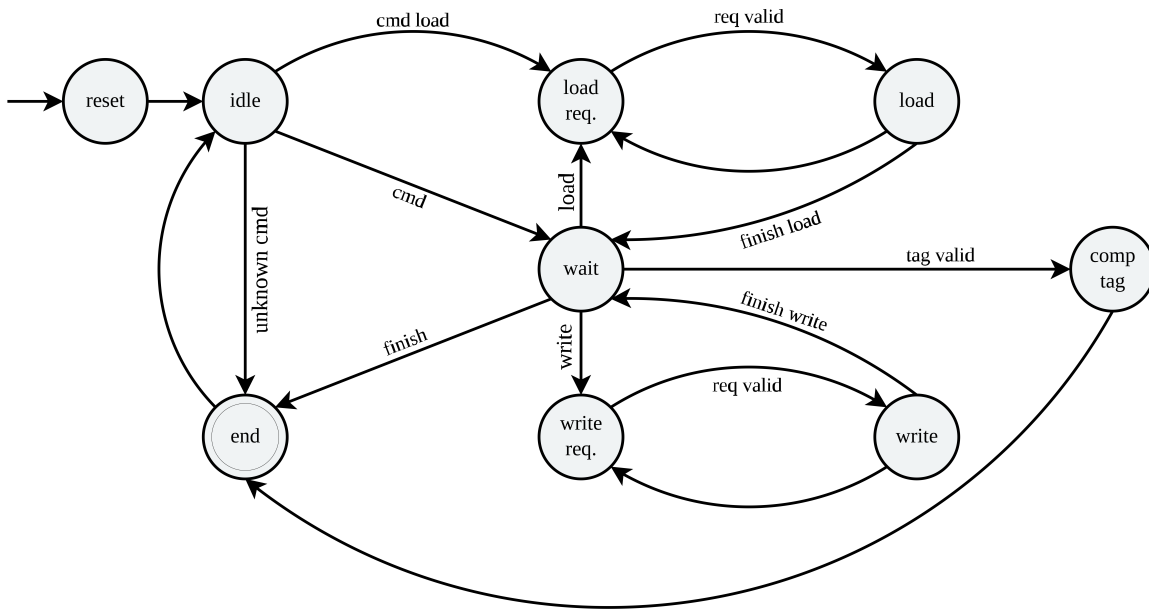 cmd load
req valid
reset
idle
load
req.
load
cmd
load
finish load
unknown cmd
wait
tag valid
comp
tag
finish write
finish
write
req valid
end
write
req.
write